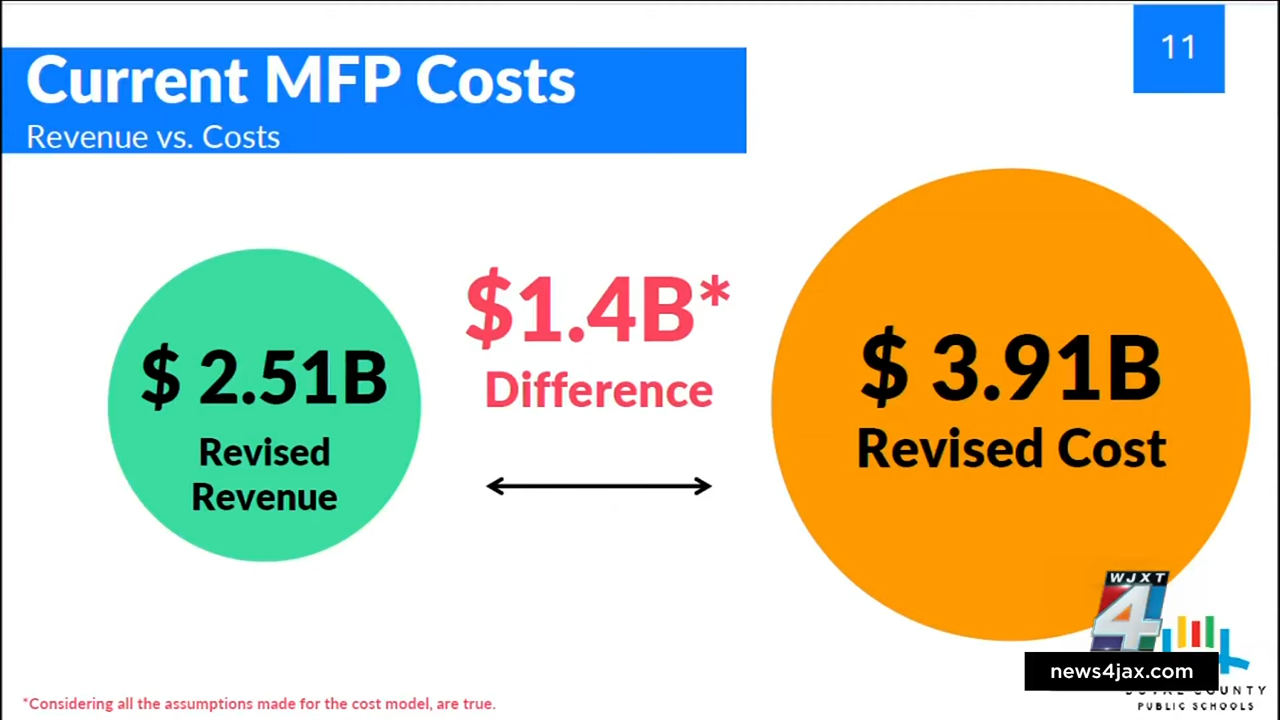 11
Current MFP Costs
Revenue vs. Costs
$1.4B*
Difference
$ 2.51B
Revised
Revenue
$ 3.91B
Revised Cost
WJXT
4
news4jax.com
COUNTY
PUBLIC SCHOOLS
*Considering all the assumptions made for the cost model, are true.